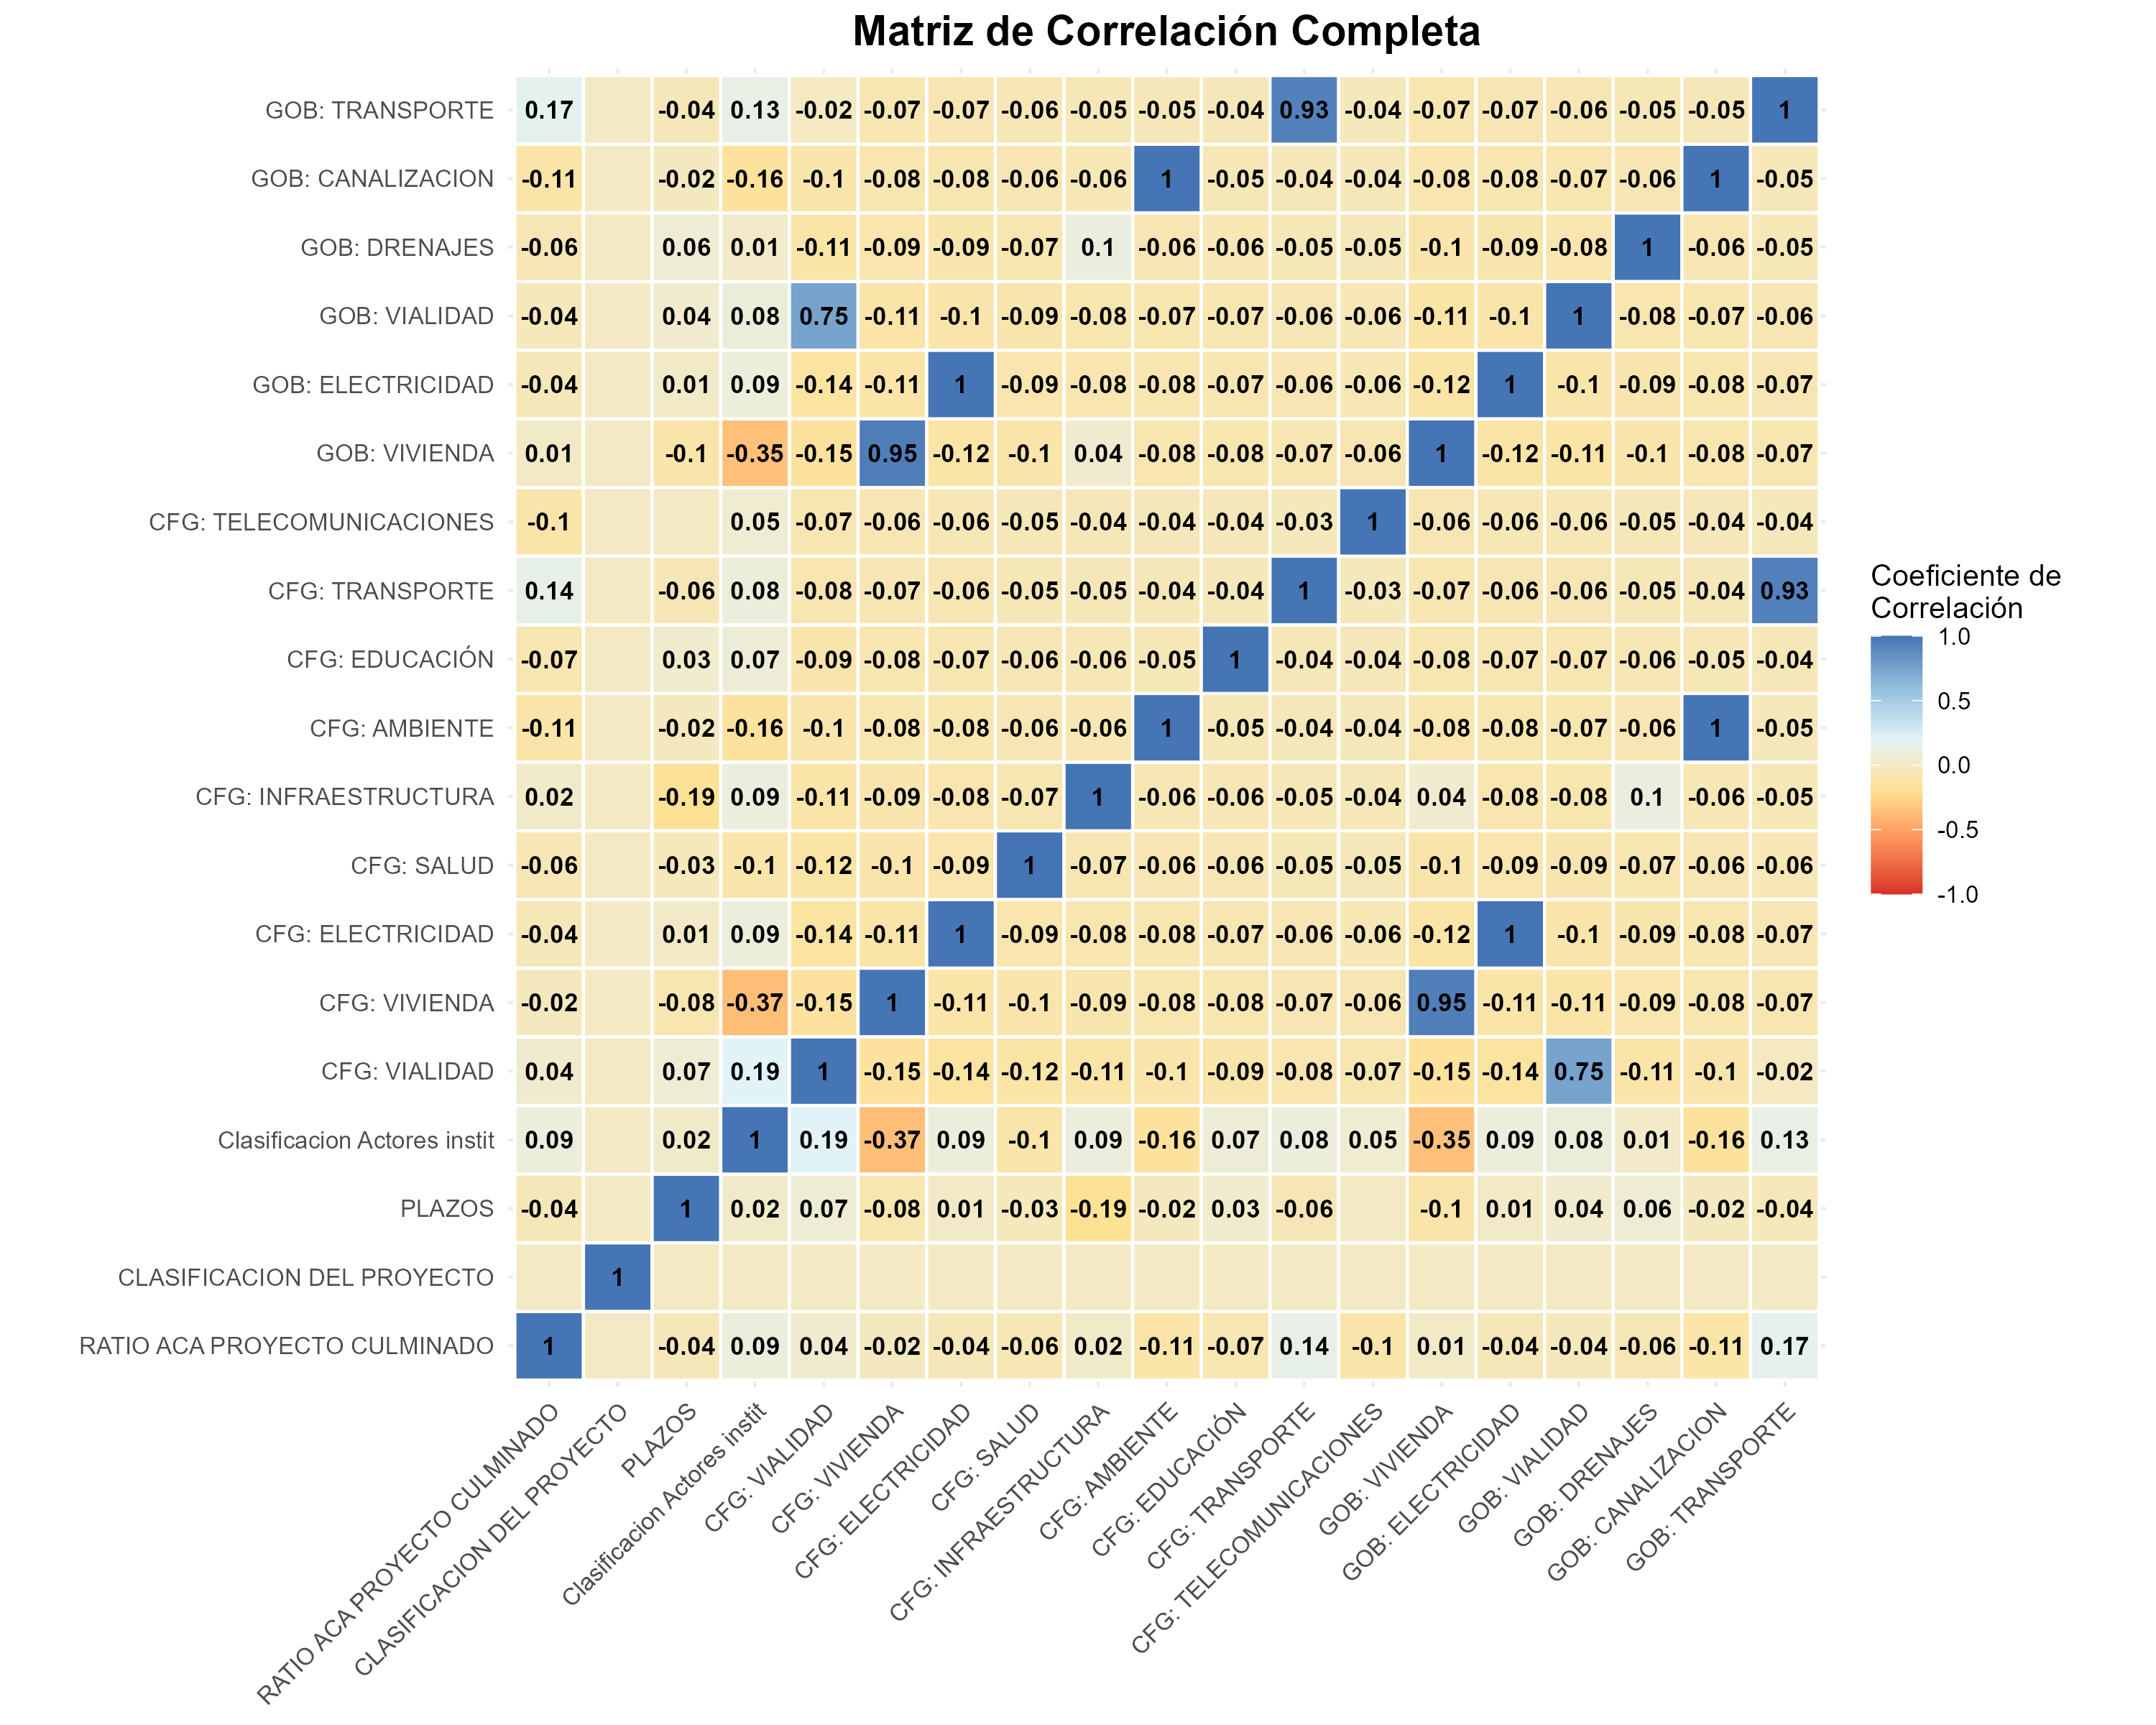 Matriz de Correlación Completa
GOB: TRANSPORTE 0.17 -0.04 0.13 -0.02 -0.07 -0.07 -0.06 -0.05 -0.05 -0.04 0.93 -0.04 -0.07 -0.07 -0.06 -0.05 -0.05 1
GOB: CANALIZACION -0.11 -0.02 -0.16 -0.1 -0.08 -0.08 -0.06 -0.06 1 -0.05 -0.04 -0.04 -0.08 -0.08 -0.07 -0.06 1 -0.05
GOB: DRENAJES -0.06 0.06 0.01 -0.11 -0.09 -0.09 -0.07 0.1 -0.06 -0.06 -0.05 -0.05 -0.1 -0.09 -0.08 1 -0.06 -0.05
GOB: VIALIDAD -0.04 0.04 0.08 0.75 -0.11 -0.1 -0.09 -0.08 -0.07 -0.07 -0.06 -0.06 -0.11 -0.1 1 -0.08 -0.07 -0.06
GOB: ELECTRICIDAD -0.04 0.01 0.09 -0.14 -0.11 1 -0.09 -0.08 -0.08 -0.07 -0.06 -0.06 -0.12 1 -0.1 -0.09 -0.08 -0.07
GOB: VIVIENDA 0.01 -0.1 -0.35 -0.15 0.95 -0.12 -0.1 0.04 -0.08 -0.08 -0.07 -0.06 1 -0.12 -0.11 -0.1 -0.08 -0.07
CFG: TELECOMUNICACIONES -0.1 0.05 -0.07 -0.06 -0.06 -0.05 -0.04 -0.04 -0.04 -0.03 1 -0.06 -0.06 -0.06 -0.05 -0.04 -0.04
CFG: TRANSPORTE 0.14 -0.06 0.08 -0.08 -0.07 -0.06 -0.05 -0.05 -0.04 -0.04 1 -0.03 -0.07 -0.06 -0.06 -0.05 -0.04 0.93
CFG: EDUCACIÓN -0.07 0.03 0.07 -0.09 -0.08 -0.07 -0.06 -0.06 -0.05 1 -0.04 -0.04 -0.08 -0.07 -0.07 -0.06 -0.05 -0.04
CFG: AMBIENTE -0.11 -0.02 -0.16 -0.1 -0.08 -0.08 -0.06 -0.06 1 -0.05 -0.04 -0.04 -0.08 -0.08 -0.07 -0.06 1 -0.05
CFG: INFRAESTRUCTURA 0.02 -0.19 0.09 -0.11 -0.09 -0.08 -0.07 1 -0.06 -0.06 -0.05 -0.04 0.04 -0.08 -0.08 0.1 -0.06 -0.05
CFG: SALUD -0.06 -0.03 -0.1 -0.12 -0.1 -0.09 1 -0.07 -0.06 -0.06 -0.05 -0.05 -0.1 -0.09 -0.09 -0.07 -0.06 -0.06
CFG: ELECTRICIDAD -0.04 0.01 0.09 -0.14 -0.11 1 -0.09 -0.08 -0.08 -0.07 -0.06 -0.06 -0.12 1 -0.1 -0.09 -0.08 -0.07
CFG: VIVIENDA -0.02 -0.08 -0.37 -0.15 1 -0.11 -0.1 -0.09 -0.08 -0.08 -0.07 -0.06 0.95 -0.11 -0.11 -0.09 -0.08 -0.07
CFG: VIALIDAD 0.04 0.07 0.19 1 -0.15 -0.14 -0.12 -0.11 -0.1 -0.09 -0.08 -0.07 -0.15 -0.14 0.75 -0.11 -0.1 -0.02
Clasificacion Actores instit 0.09 0.02 1 0.19 -0.37 0.09 -0.1 0.09 -0.16 0.07 0.08 0.05 -0.35 0.09 0.08 0.01 -0.16 0.13
PLAZOS -0.04 1 0.02 0.07 -0.08 0.01 -0.03 -0.19 -0.02 0.03 -0.06 -0.1 0.01 0.04 0.06 -0.02 -0.04
CLASIFICACION DEL PROYECTO 1
RATIO ACA PROYECTO CULMINADO 1 -0.04 0.09 0.04 -0.02 -0.04 -0.06 0.02 -0.11 -0.07 0.14 -0.1 0.01 -0.04 -0.04 -0.06 -0.11 0.17
RATIO ACA PROYECTO CULMINADO
CLASIFICACION DEL PROYECTO
PLAZOS
Clasificacion Actores instit
CFG: VIALIDAD
CFG: VIVIENDA
CFG: ELECTRICIDAD
CFG: SALUD
CFG: INFRAESTRUCTURA
CFG: AMBIENTE
CFG: EDUCACIÓN
CFG: TRANSPORTE
CFG: TELECOMUNICACIONES
GOB: VIVIENDA
GOB: ELECTRICIDAD
GOB: VIALIDAD
GOB: DRENAJES
GOB: CANALIZACION
GOB: TRANSPORTE
Coeficiente de
Correlación
1.0
0.5
0.0
-0.5
-1.0